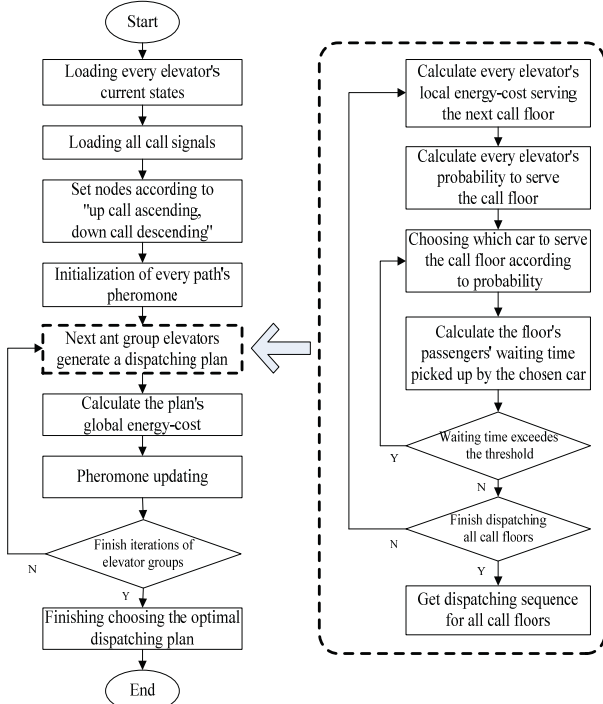 Start
Loading every elevator's
current states
Loading all call signals
Set nodes according to
"up call ascending,
down call descending"
Initialization of every path's
pheromone
Next ant group elevators
generate a dispatching plan
Calculate the plan's
global energy-cost
Pheromone updating
Finish iterations of
elevator groups
N
Y
Finishing choosing the optimal
dispatching plan
End
Calculate every elevator's
local energy-cost serving
the next call floor
Calculate every elevator's
probability to serve
the call floor
Choosing which car to serve
the call floor according
to probability
Calculate the floor's
passengers' waiting time
picked up by the chosen car
Waiting time exceedes
the threshold
Y
N
Finish dispatching
all call floors
N
Y
Get dispatching sequence
for all call floors